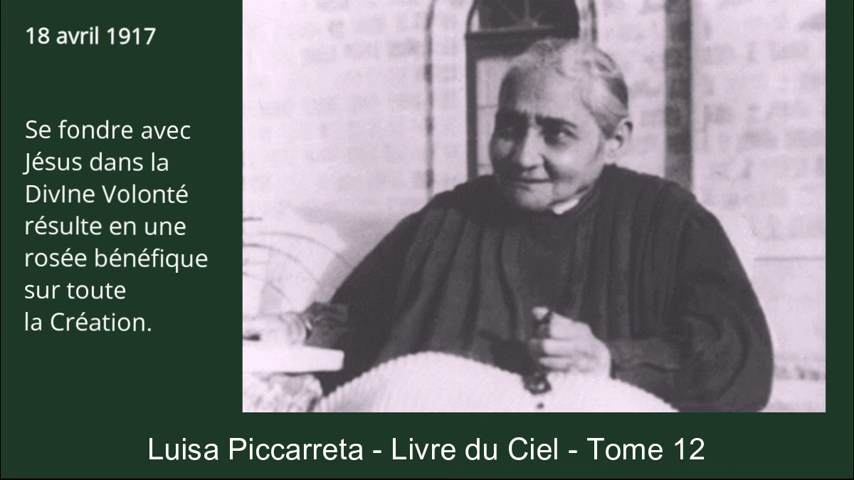 18 avril 1917
Se fondre avec
Jésus dans la
DivIne Volonté
résulte en une
rosée bénéfique
sur toute
la Création.
Luisa Piccarreta - Livre du Ciel - Tome 12